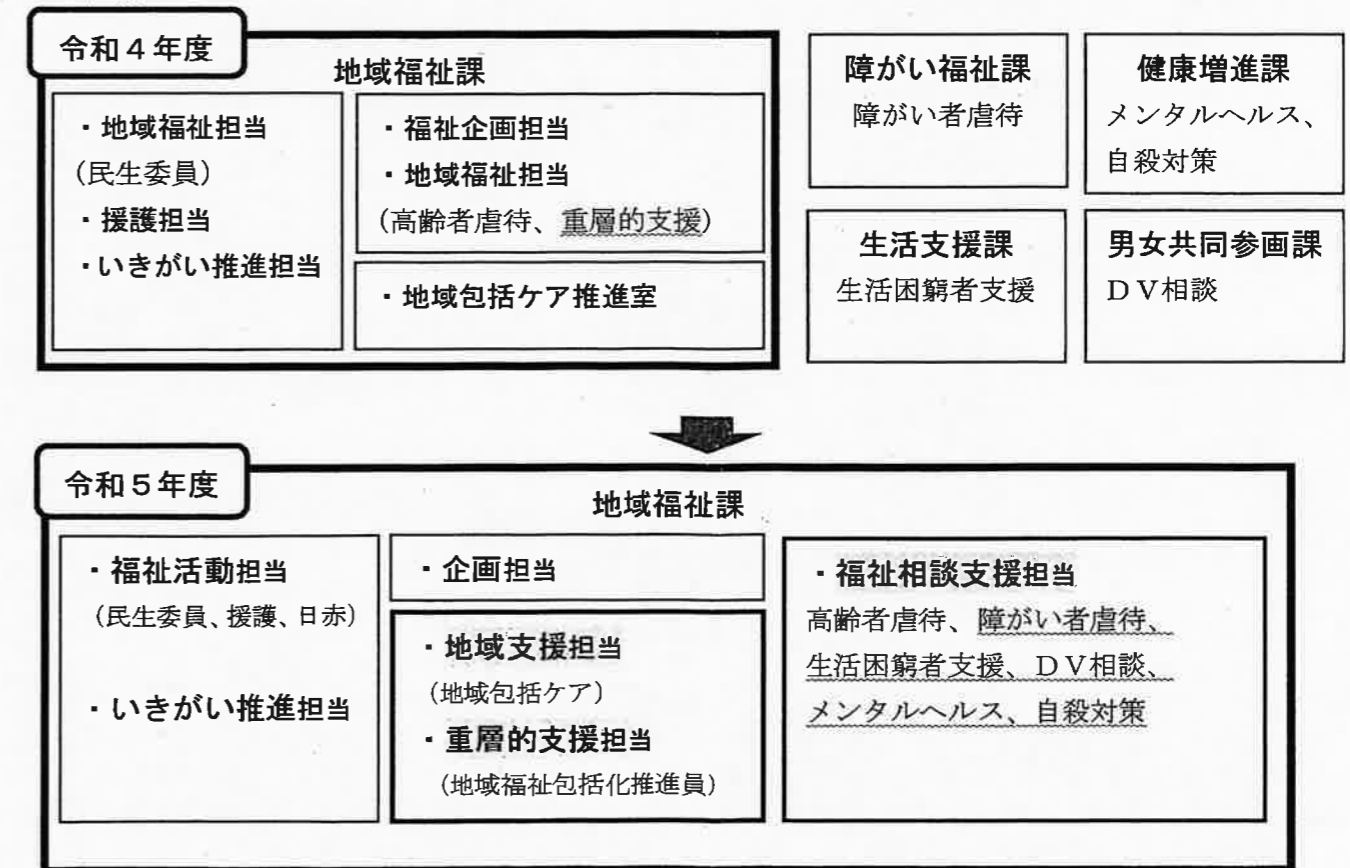 令和４年度
地域福祉課
・地域福祉担当
（民生委員）
・援護担当
・いきがい推進担当
・福祉企画担当
・地域福祉担当
（高齢者虐待、重層的支援）
・地域包括ケア推進室
障がい福祉課
障がい者虐待
健康増進課
メンタルヘルス、
自殺対策
生活支援課
生活困窮者支援
男女共同参画課
ＤＶ相談
令和５年度
地域福祉課
・福祉活動担当
（民生委員、援護、日赤）
・いきがい推進担当
・企画担当
・地域支援担当
（地域包括ケア）
・重層的支援担当
（地域福祉包括化推進員）
・福祉相談支援担当
高齢者虐待、障がい者虐待、
生活困窮者支援、ＤＶ相談、
メンタルヘルス、自殺対策